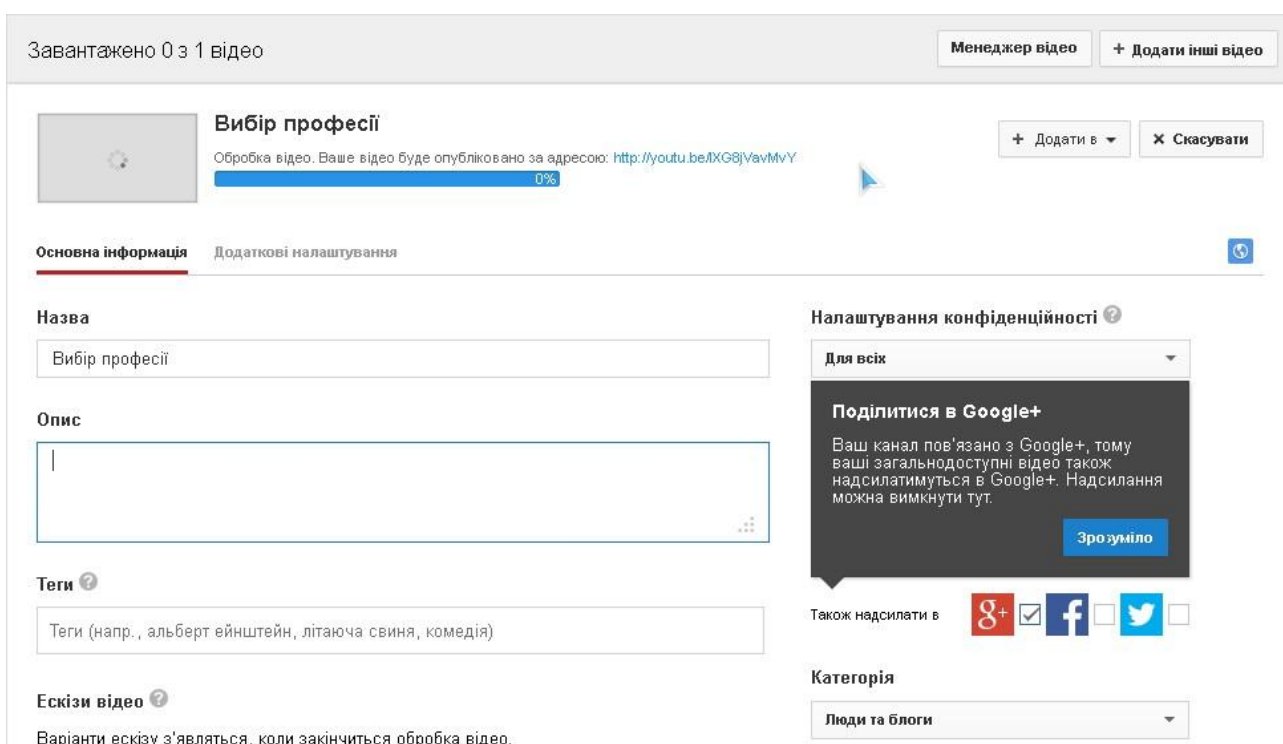 Завантажено 0 з 1 відео
Менеджер відео
+ Додати інші відео
Вибір професії
+ Додати в
× Скасувати
Обробка відео. Ваше відео буде опубліковано за адресою: http://youtu.be/lXG8jVavMvY
0%
Основна інформація
Додаткові налаштування
Назва
Вибір професії
Опис
Теги
Теги (напр., альберт ейнштейн, літаюча свиня, комедія)
Ескізи відео
Варіанти ескізу з'являться, коли закінчиться обробка відео.
Налаштування конфіденційності
Для всіх
Поділитися в Google+
Ваш канал пов'язано з Google+, тому
ваші загальнодоступні відео також
надсилатимуться в Google+. Надсилання
можна вимкнути тут.
Зрозуміло
Також надсилати в
g+
f
Категорія
Люди та блоги